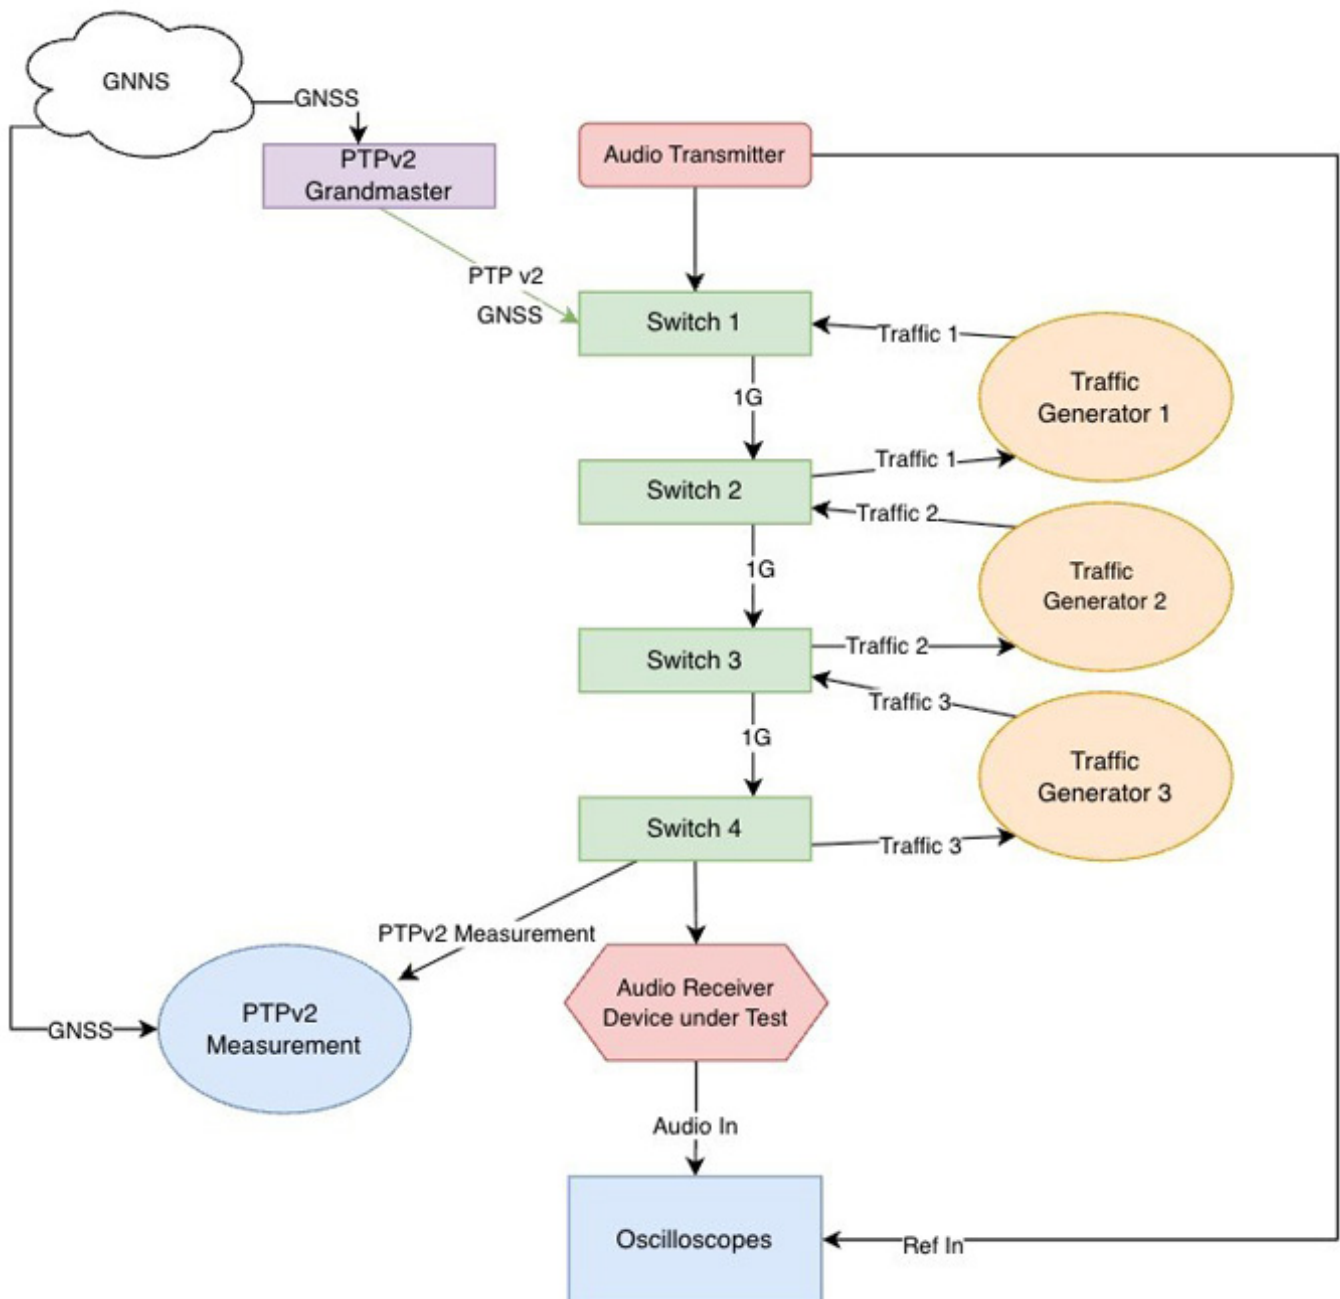 GNNS
GNSS
PTPv2
Grandmaster
Audio Transmitter
PTP v2
GNSS
Switch 1
Traffic 1
Traffic
Generator 1
1G
Traffic 1
Switch 2
Traffic 2
Traffic
Generator 2
1G
Traffic 2
Switch 3
Traffic 3
Traffic
Generator 3
1G
Switch 4
Traffic 3
PTPv2 Measurement
Audio Receiver
Device under Test
PTPv2
Measurement
GNSS
Audio In
Oscilloscopes
Ref In